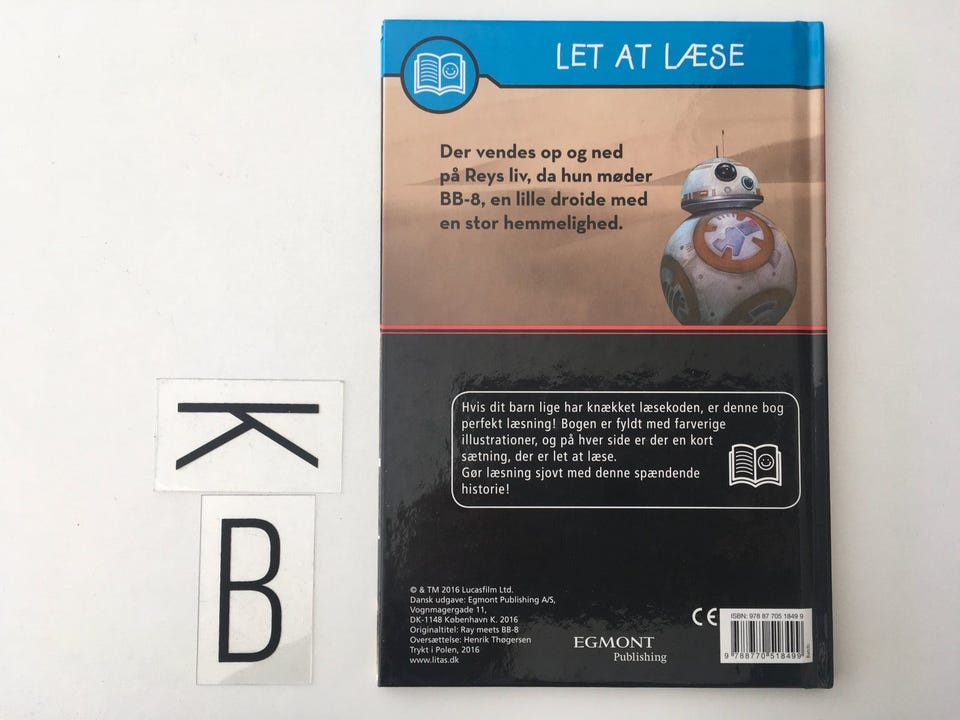 LET AT LÆSE
Der vendes op og ned
på Reys liv, da hun møder
BB-8, en lille droide med
en stor hemmelighed.
Hvis dit barn lige har knækket læsekoden, er denne bog
perfekt læsning! Bogen er fyldt med farverige
illustrationer, og på hver side er der en kort
sætning, der er let at læse.
Gør læsning sjovt med denne spændende
historie!
K
B
© & TM 2016 Lucasfilm Ltd.
Dansk udgave: Egmont Publishing A/S,
Vognmagergade 11,
DK-1148 København K. 2016
Originaltitel: Ray meets BB-8
Oversættelse: Henrik Thøgersen
Trykt i Polen, 2016
www.litas.dk
EGMONT
Publishing
CE
ISBN: 978 87 705 1849 9
9 788770 518499